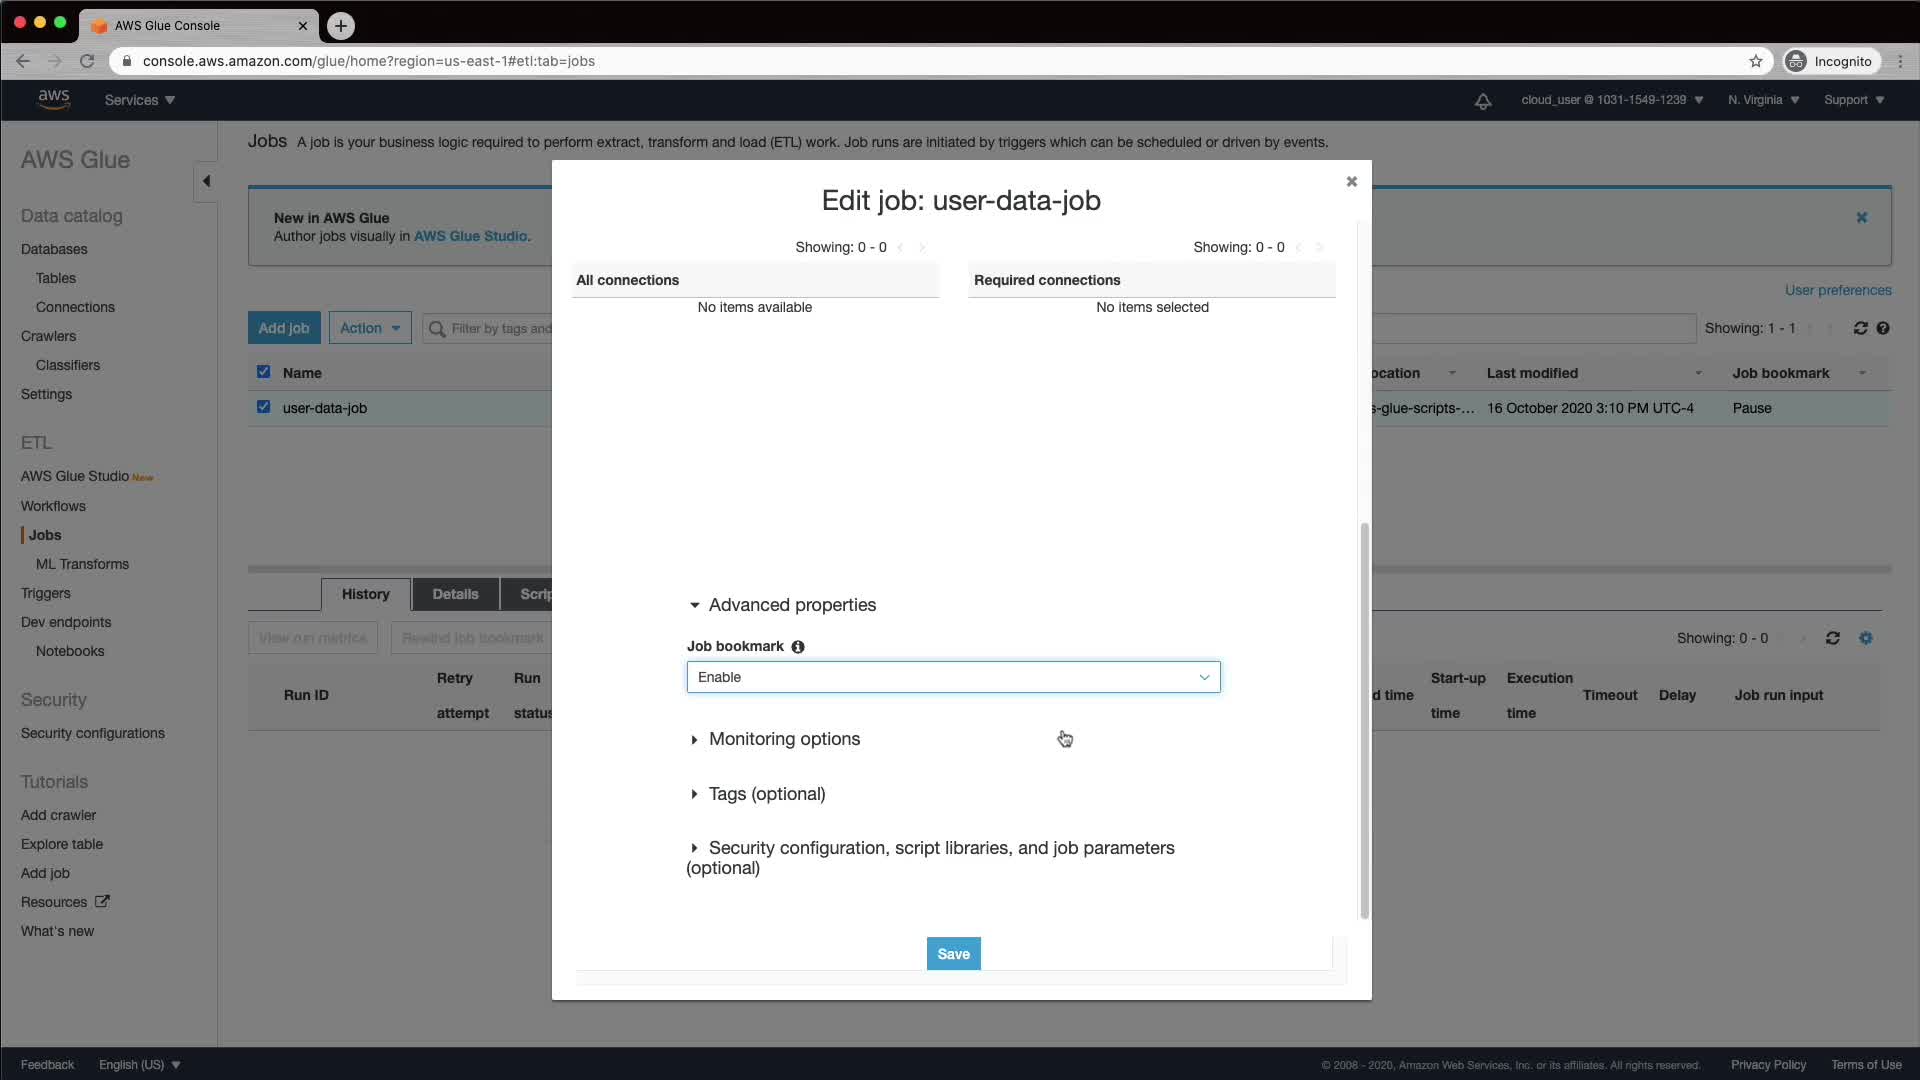 AWS Glue Console
console.aws.amazon.com/glue/home?region=us-east-1#etl:tab=jobs
Incognito
aws
Services
cloud_user @ 1031-1549-1239
N. Virginia
Support
AWS Glue
Data catalog
Databases
Tables
Connections
Crawlers
Classifiers
Settings
ETL
AWS Glue Studio New
Workflows
Jobs
ML Transforms
Triggers
Dev endpoints
Notebooks
Security
Security configurations
Tutorials
Add crawler
Explore table
Add job
Resources
What's new
Jobs A job is your business logic required to perform extract, transform and load (ETL) work. Job runs are initiated by triggers which can be scheduled or driven by events.
New in AWS Glue
Author jobs visually in AWS Glue Studio.
User preferences
Add job
Action
Filter by tags and
Showing: 1 - 1
Name
ocation
Last modified
Job bookmark
user-data-job
s-glue-scripts-...
16 October 2020 3:10 PM UTC-4
Pause
History
Details
Scrip
View run metrics
Rewind job bookmark
Showing: 0 - 0
Run ID
Retry attempt
Run status
d time
Start-up time
Execution time
Timeout
Delay
Job run input
Edit job: user-data-job
Showing: 0 - 0
Showing: 0 - 0
All connections
Required connections
No items available
No items selected
Advanced properties
Job bookmark
Enable
Monitoring options
Tags (optional)
Security configuration, script libraries, and job parameters
(optional)
Save
Feedback
English (US)
© 2008 - 2020, Amazon Web Services, Inc. or its affiliates. All rights reserved.
Privacy Policy
Terms of Use